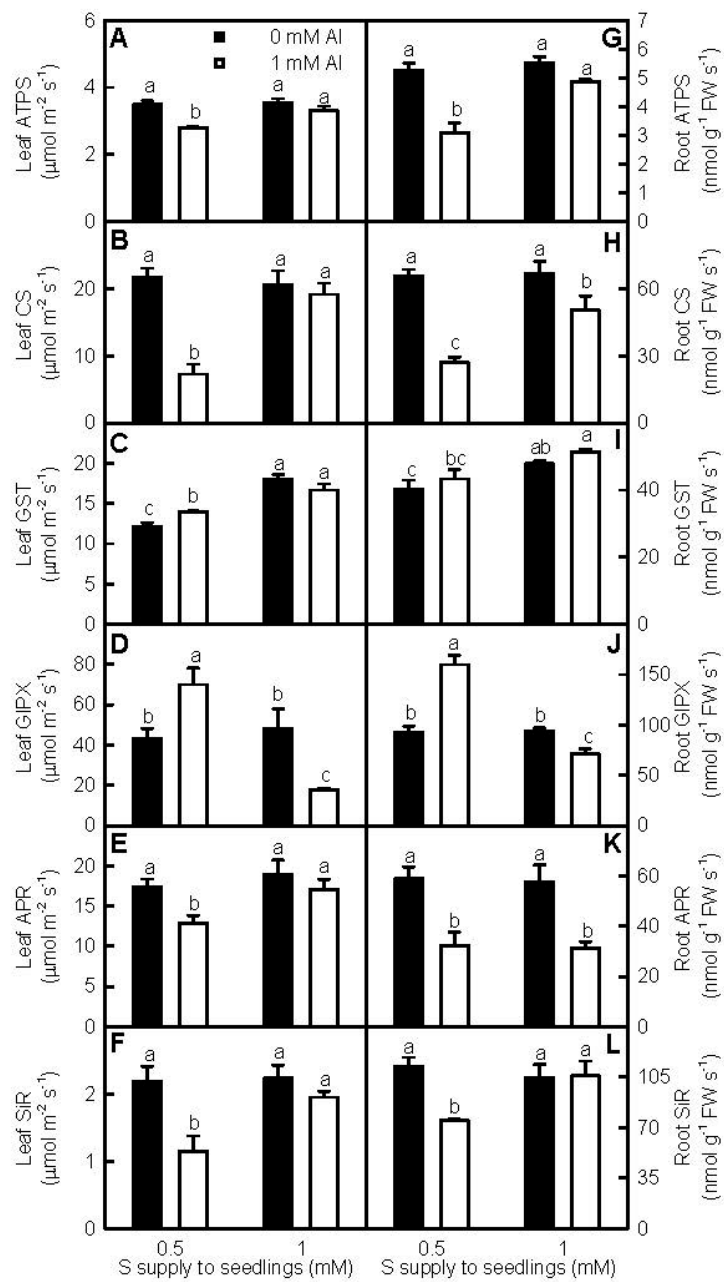 A
0 mM Al
1 mM Al
G
Leaf ATPS
(µmol m⁻² s⁻¹)
6
4
2
0
a
b
a
a
a
b
a
a
7
6
5
4
3
2
1
0
Root ATPS
(nmol g⁻¹ FW s⁻¹)
B
H
Leaf CS
(µmol m⁻² s⁻¹)
20
10
0
a
b
a
a
a
c
a
b
60
30
0
Root CS
(nmol g⁻¹ FW s⁻¹)
C
I
Leaf GST
(µmol m⁻² s⁻¹)
20
15
10
5
0
c
b
a
a
c
bc
ab
a
40
20
0
Root GST
(nmol g⁻¹ FW s⁻¹)
D
J
Leaf GlPX
(µmol m⁻² s⁻¹)
80
60
40
20
0
b
a
b
c
b
a
b
c
150
100
50
0
Root GlPX
(nmol g⁻¹ FW s⁻¹)
E
K
Leaf APR
(µmol m⁻² s⁻¹)
20
15
10
5
0
a
b
a
a
a
b
a
b
60
40
20
0
Root APR
(nmol g⁻¹ FW s⁻¹)
F
L
Leaf SiR
(µmol m⁻² s⁻¹)
2
1
0
a
b
a
a
a
b
a
a
105
70
35
0
Root SiR
(nmol g⁻¹ FW s⁻¹)
0.5 1 0.5 1
S supply to seedlings (mM) S supply to seedlings (mM)